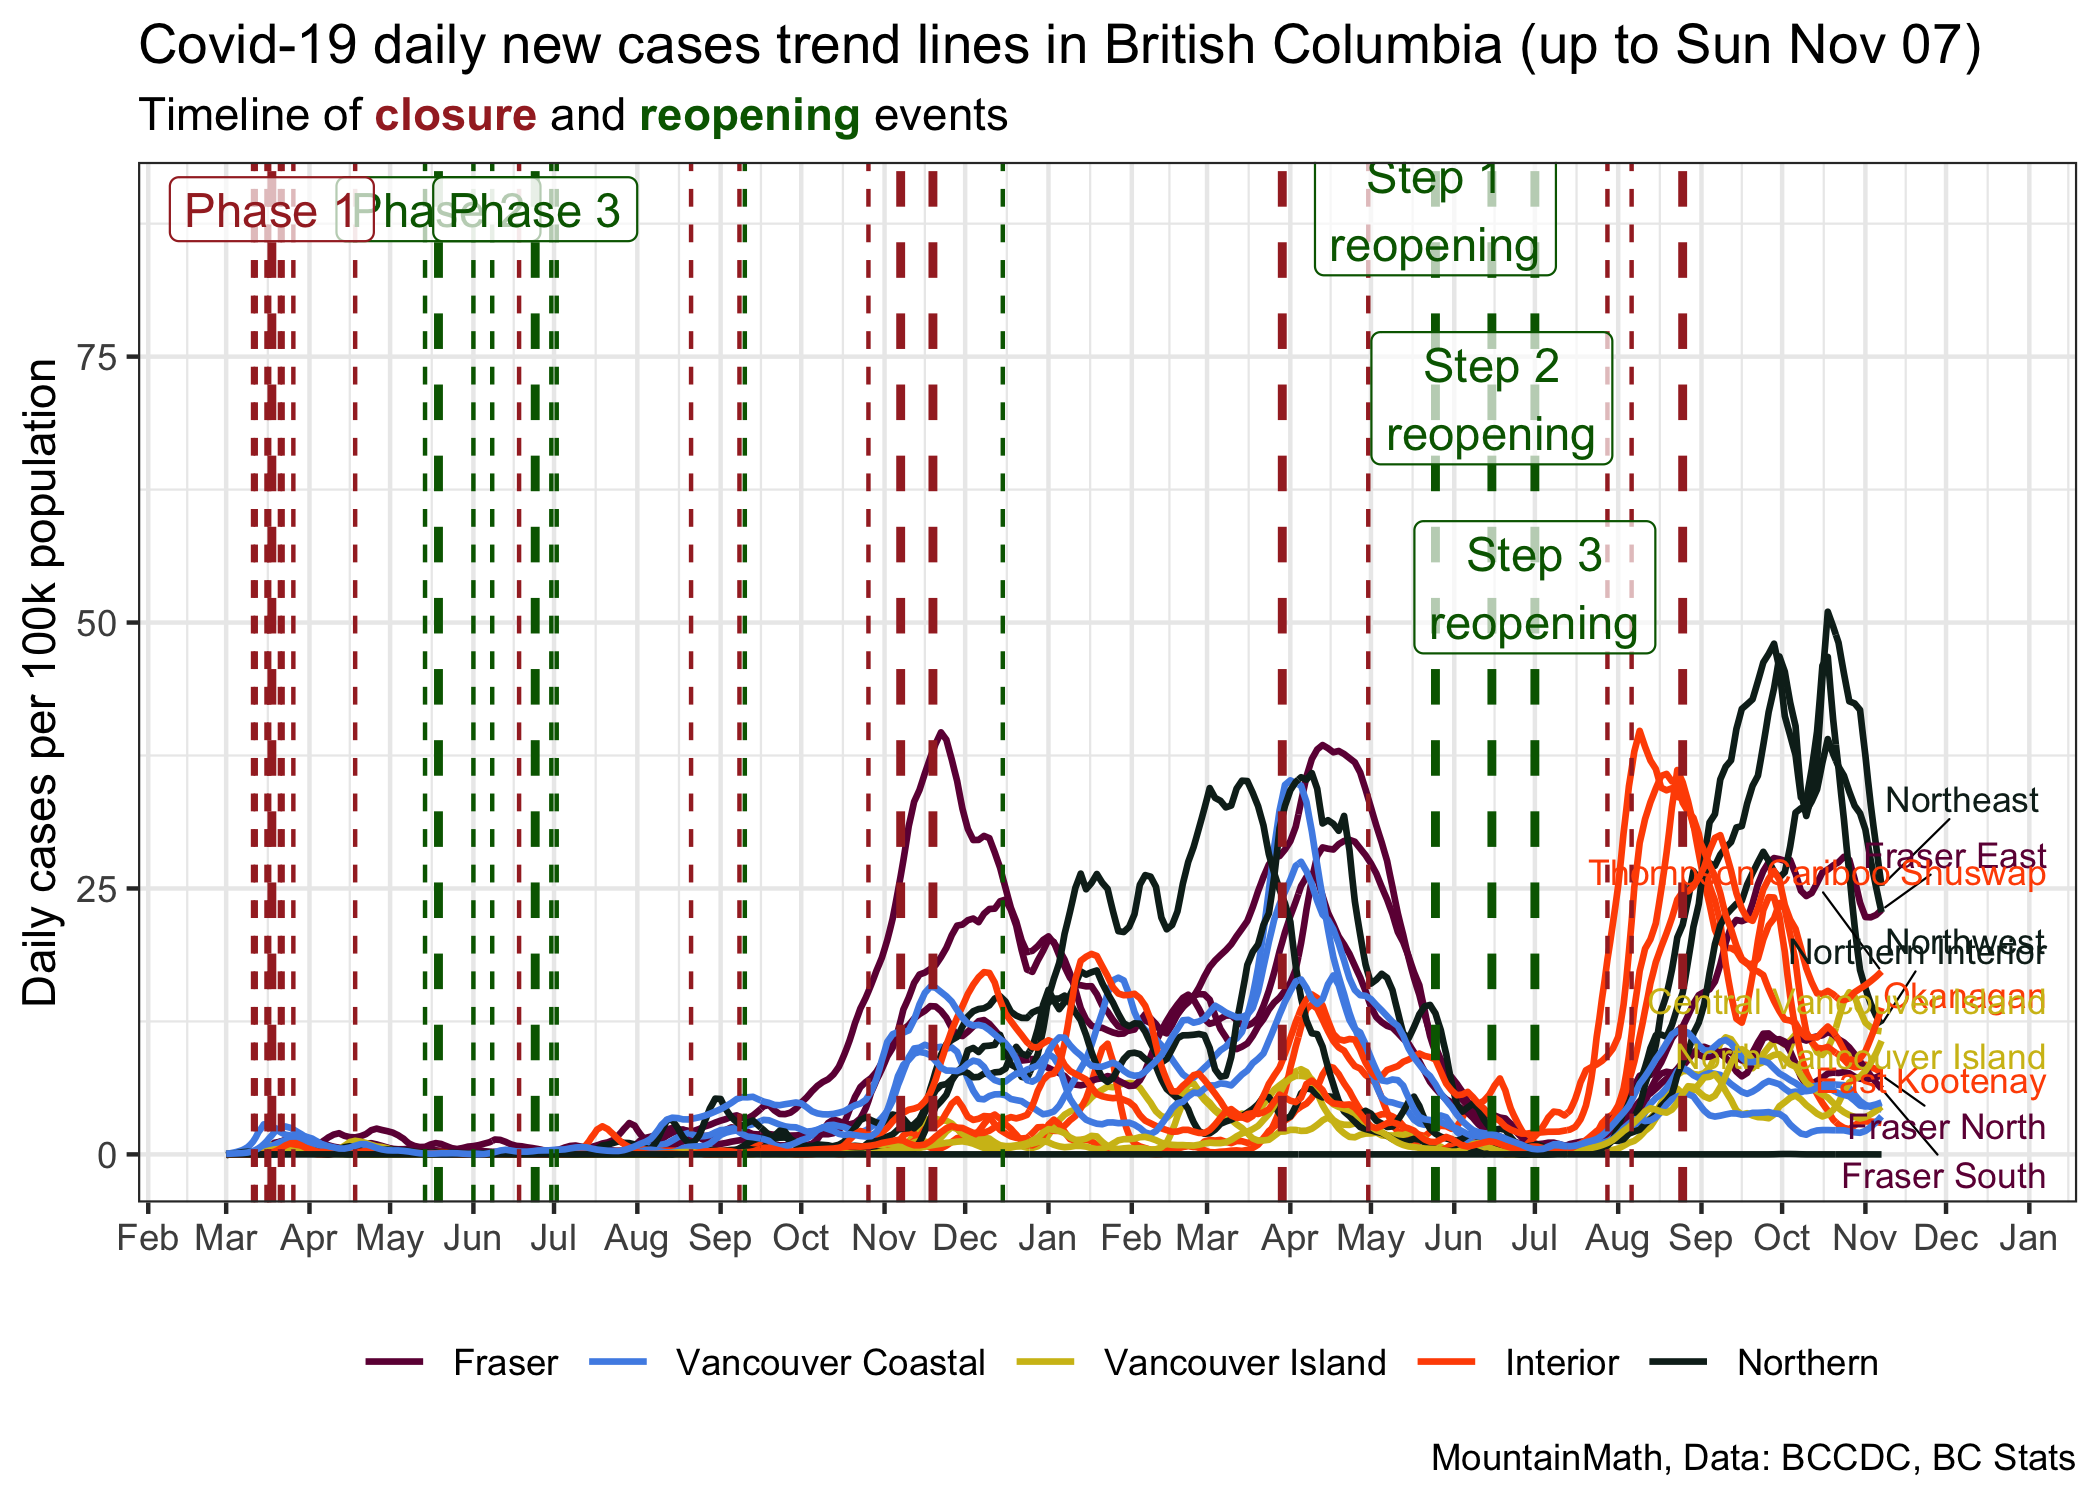 Covid-19 daily new cases trend lines in British Columbia (up to Sun Nov 07)
Timeline of closure and reopening events
Daily cases per 100k population
75
50
25
0
Phase 1
Phase 2
Phase 3
Step 1
reopening
Step 2
reopening
Step 3
reopening
Northeast
Fraser East
Thompson Cariboo Shuswap
Northwest
Northern Interior
Okanagan
Central Vancouver Island
North Vancouver Island
East Kootenay
Fraser North
Fraser South
Feb Mar Apr May Jun Jul Aug Sep Oct Nov Dec Jan Feb Mar Apr May Jun Jul Aug Sep Oct Nov Dec Jan
Fraser Vancouver Coastal Vancouver Island Interior Northern
MountainMath, Data: BCCDC, BC Stats